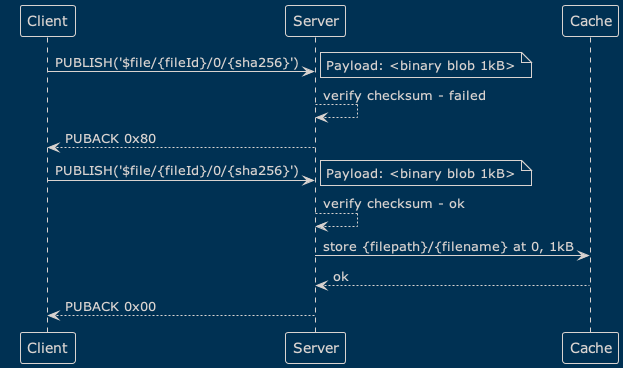 Client Server Cache
PUBLISH('$file/{fileId}/0/{sha256}') Payload: <binary blob 1kB>
verify checksum - failed
PUBACK 0x80
PUBLISH('$file/{fileId}/0/{sha256}') Payload: <binary blob 1kB>
verify checksum - ok
store {filepath}/{filename} at 0, 1kB
ok
PUBACK 0x00
Client Server Cache